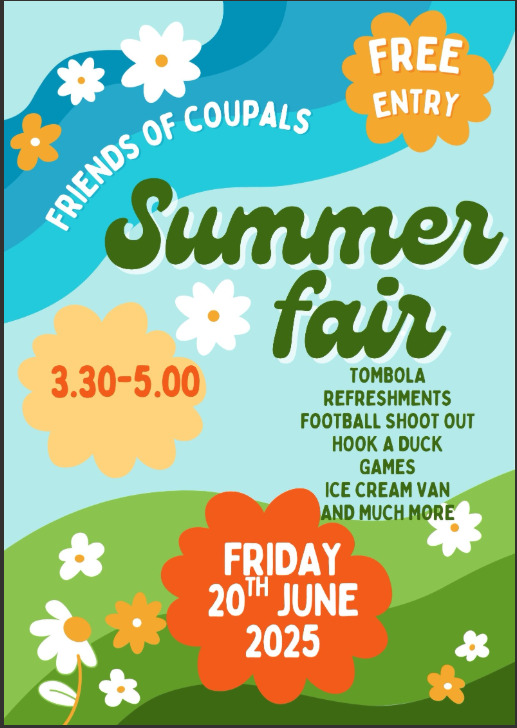 FREE
ENTRY
FRIENDS OF COUPALS
Summer
fair
3.30-5.00
TOMBOLA
REFRESHMENTS
FOOTBALL SHOOT OUT
HOOK A DUCK
GAMES
ICE CREAM VAN
AND MUCH MORE
FRIDAY
20TH JUNE
2025